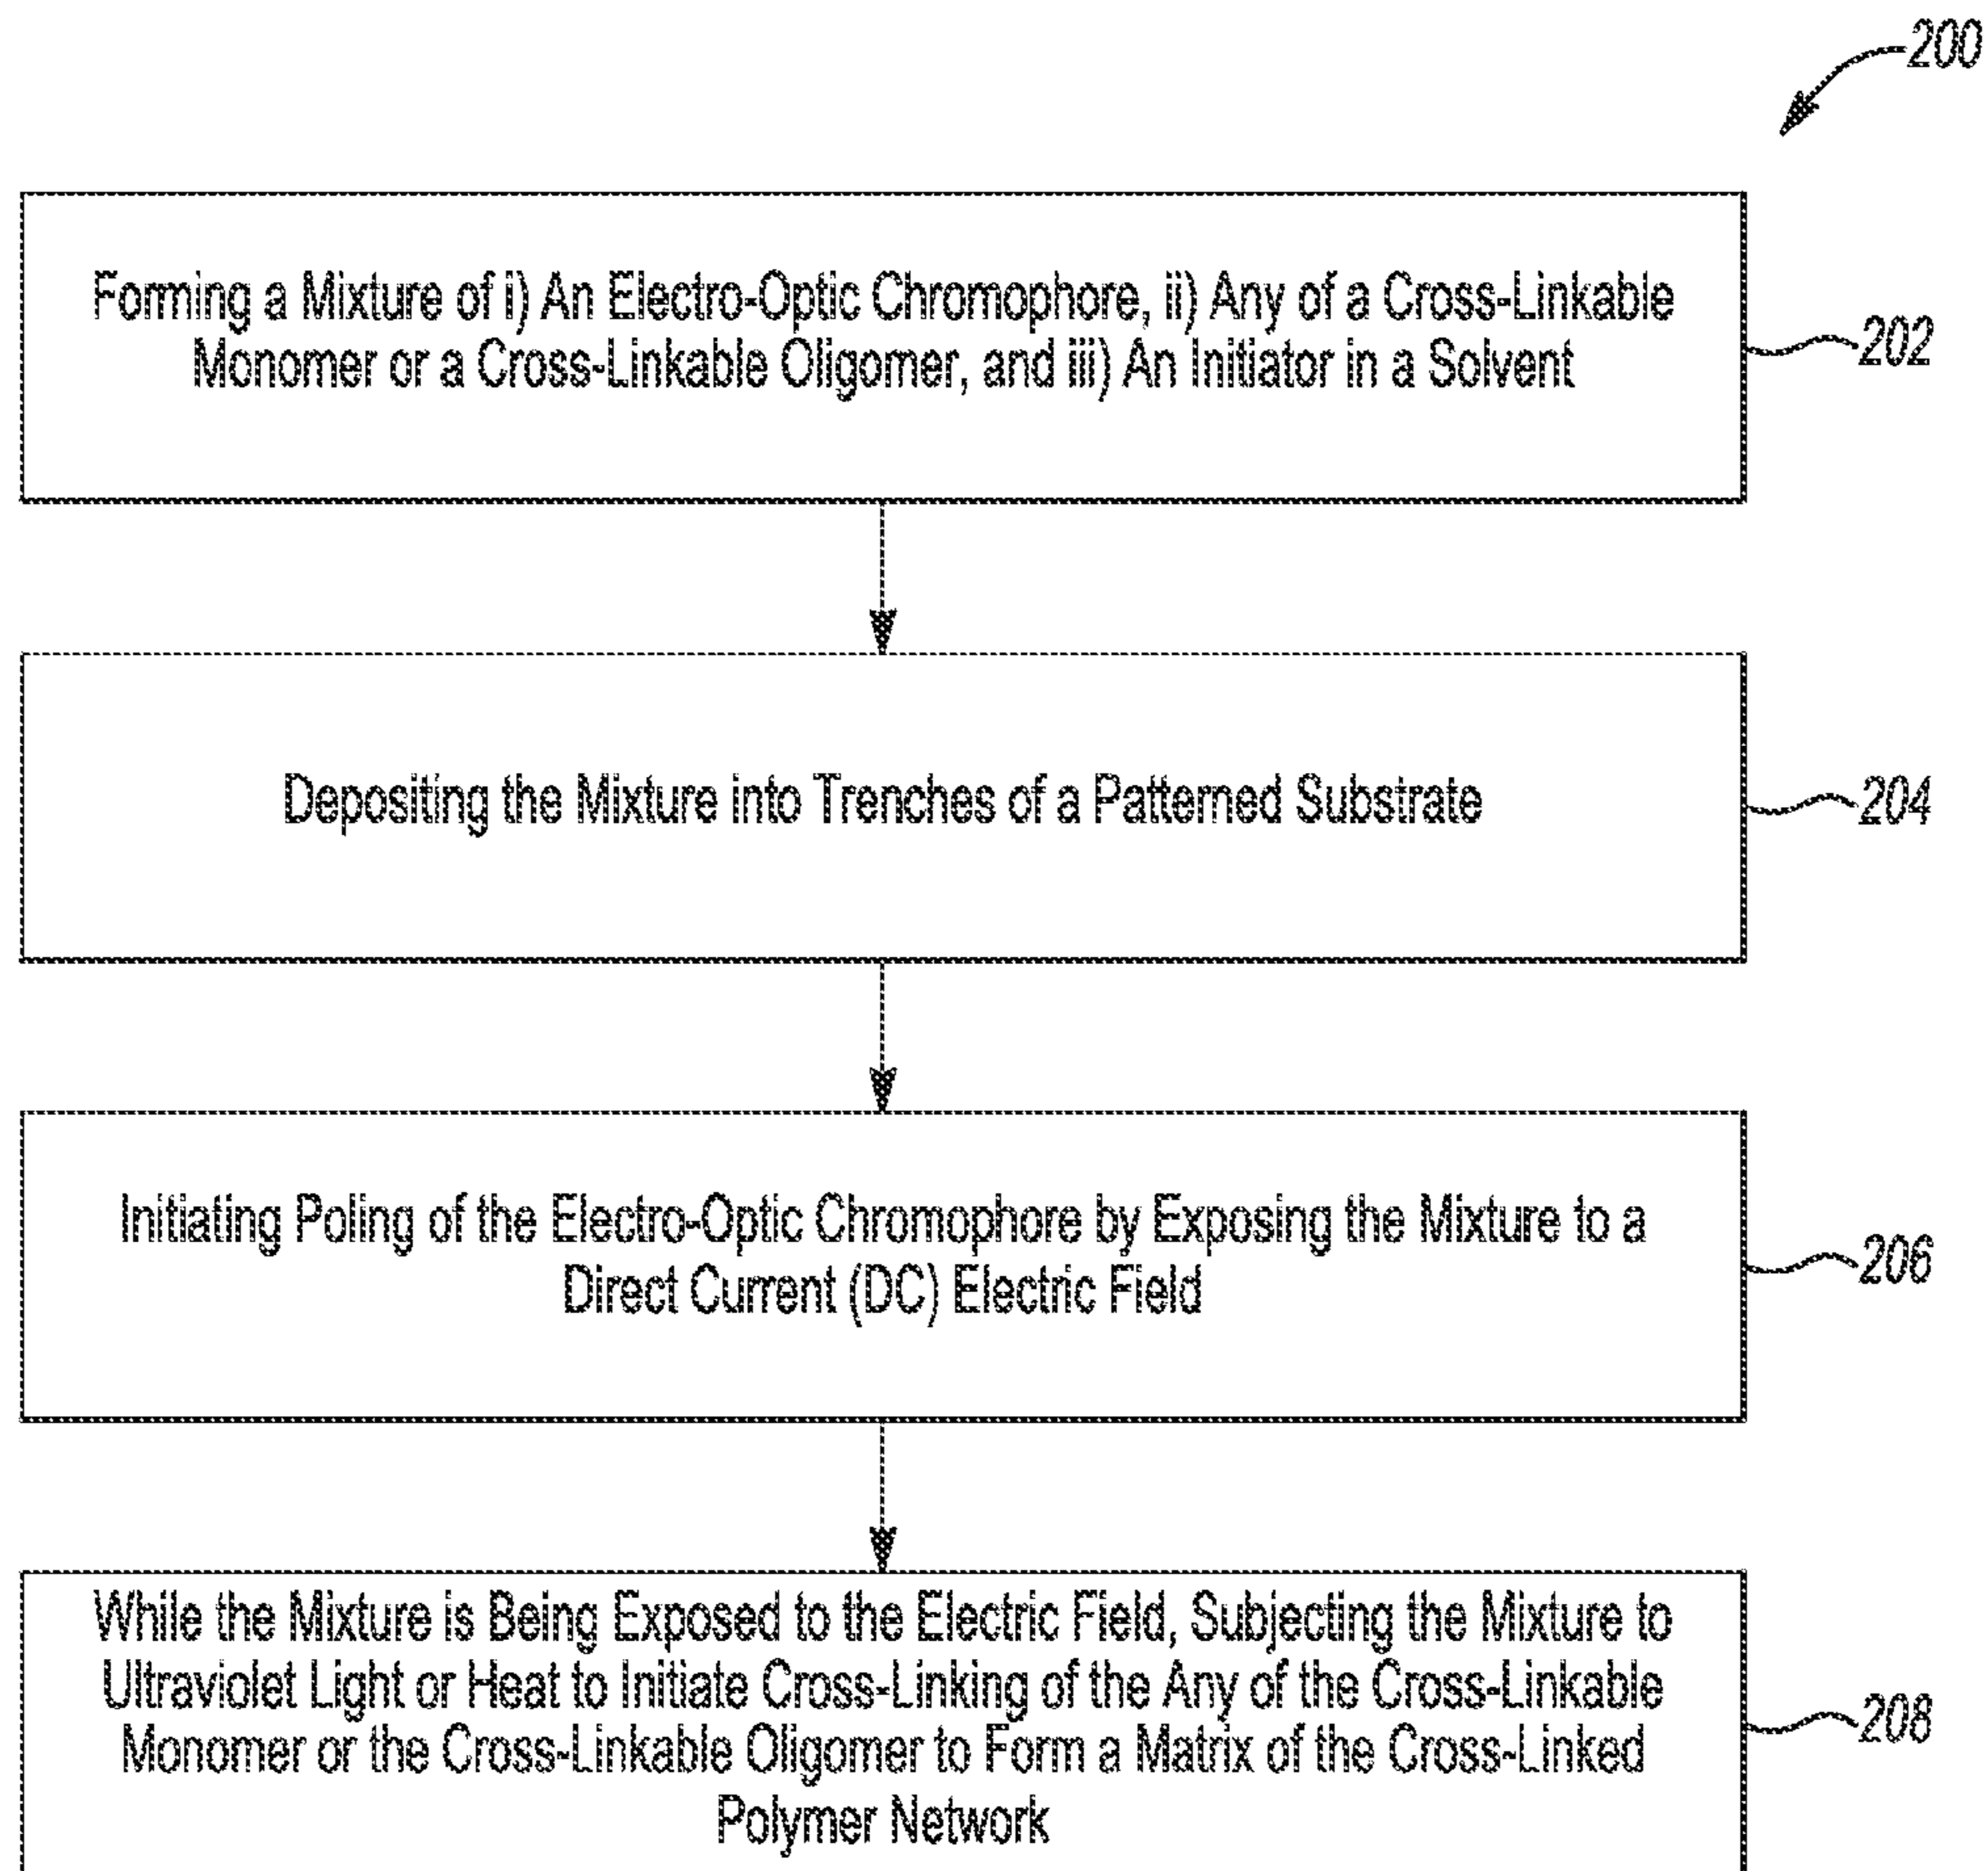 200
Forming a Mixture of i) An Electro-Optic Chromophore, ii) Any of a Cross-Linkable
Monomer or a Cross-Linkable Oligomer, and iii) An Initiator in a Solvent
202
Depositing the Mixture into Trenches of a Patterned Substrate
204
Initiating Poling of the Electro-Optic Chromophore by Exposing the Mixture to a
Direct Current (DC) Electric Field
206
While the Mixture is Being Exposed to the Electric Field, Subjecting the Mixture to
Ultraviolet Light or Heat to Initiate Cross-Linking of the Any of the Cross-Linkable
Monomer or the Cross-Linkable Oligomer to Form a Matrix of the Cross-Linked
Polymer Network
208